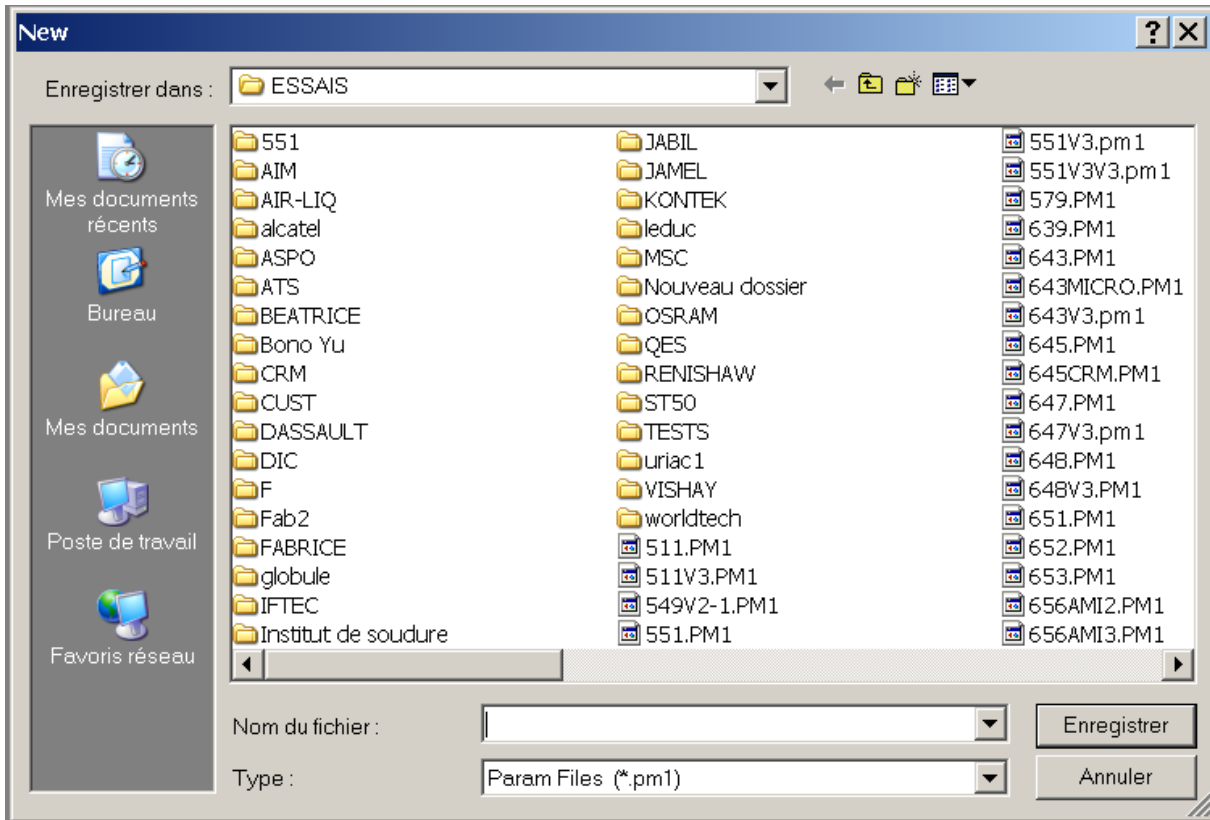 New
Enregistrer dans :
ESSAIS
Mes documents
récents
Bureau
Mes documents
Poste de travail
Favoris réseau
551
AIM
AIR-LIQ
alcatel
ASPO
ATS
BEATRICE
Bono Yu
CRM
CUST
DASSAULT
DIC
F
Fab2
FABRICE
globule
IFTEC
Institut de soudure
JABIL
JAMEL
KONTEK
leduc
MSC
Nouveau dossier
OSRAM
QES
RENISHAW
ST50
TESTS
uriac1
VISHAY
worldtech
511.PM1
511V3.PM1
549V2-1.PM1
551.PM1
551V3.pm1
551V3V3.pm1
579.PM1
639.PM1
643.PM1
643MICRO.PM1
643V3.pm1
645.PM1
645CRM.PM1
647.PM1
647V3.pm1
648.PM1
648V3.PM1
651.PM1
652.PM1
653.PM1
656AMI2.PM1
656AMI3.PM1
Nom du fichier :
Enregistrer
Type :
Param Files (*.pm1)
Annuler